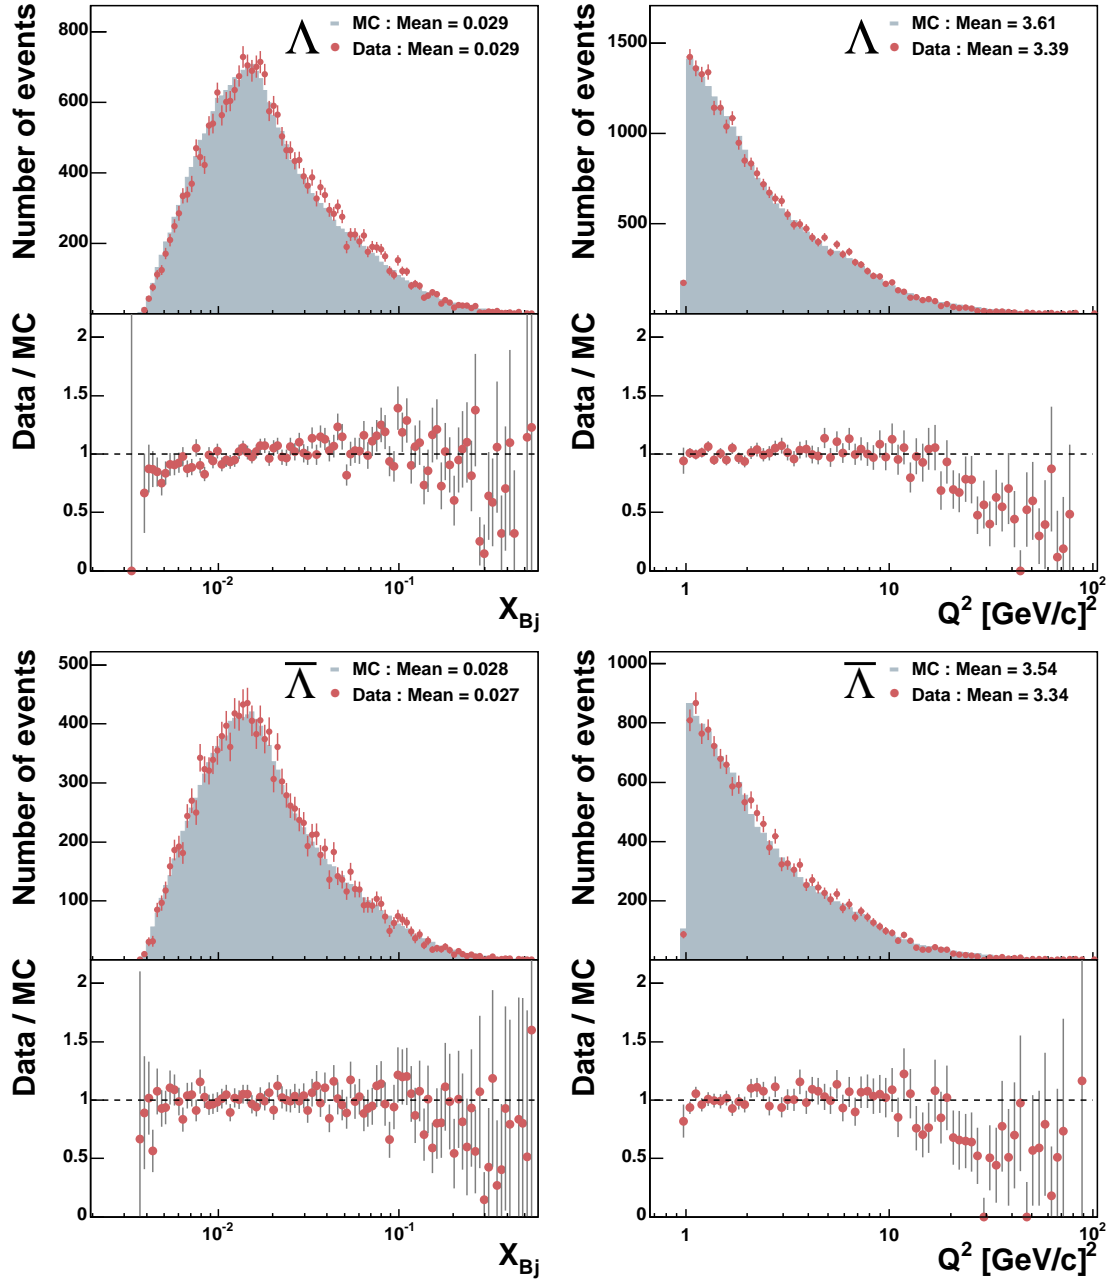 Number of events
800
600
400
200
Λ
MC : Mean = 0.029
Data : Mean = 0.029
Data / MC
2
1.5
1
0.5
0
10⁻²
10⁻¹
X_Bj
Number of events
1500
1000
500
Λ
MC : Mean = 3.61
Data : Mean = 3.39
Data / MC
2
1.5
1
0.5
0
1
10
10²
Q² [GeV/c]²
Number of events
500
400
300
200
100
Λ̅
MC : Mean = 0.028
Data : Mean = 0.027
Data / MC
2
1.5
1
0.5
0
10⁻²
10⁻¹
X_Bj
Number of events
1000
800
600
400
200
Λ̅
MC : Mean = 3.54
Data : Mean = 3.34
Data / MC
2
1.5
1
0.5
0
1
10
10²
Q² [GeV/c]²